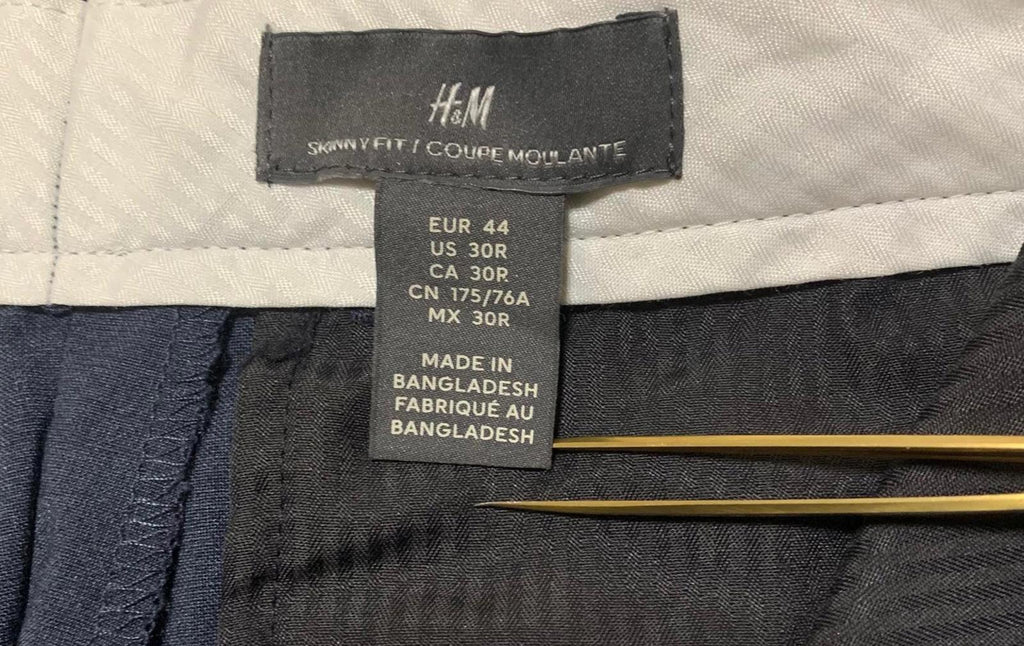 H&M
SKINNY FIT / COUPE MOULANTE
EUR 44
US 30R
CA 30R
CN 175/76A
MX 30R
MADE IN
BANGLADESH
FABRIQUÉ AU
BANGLADESH